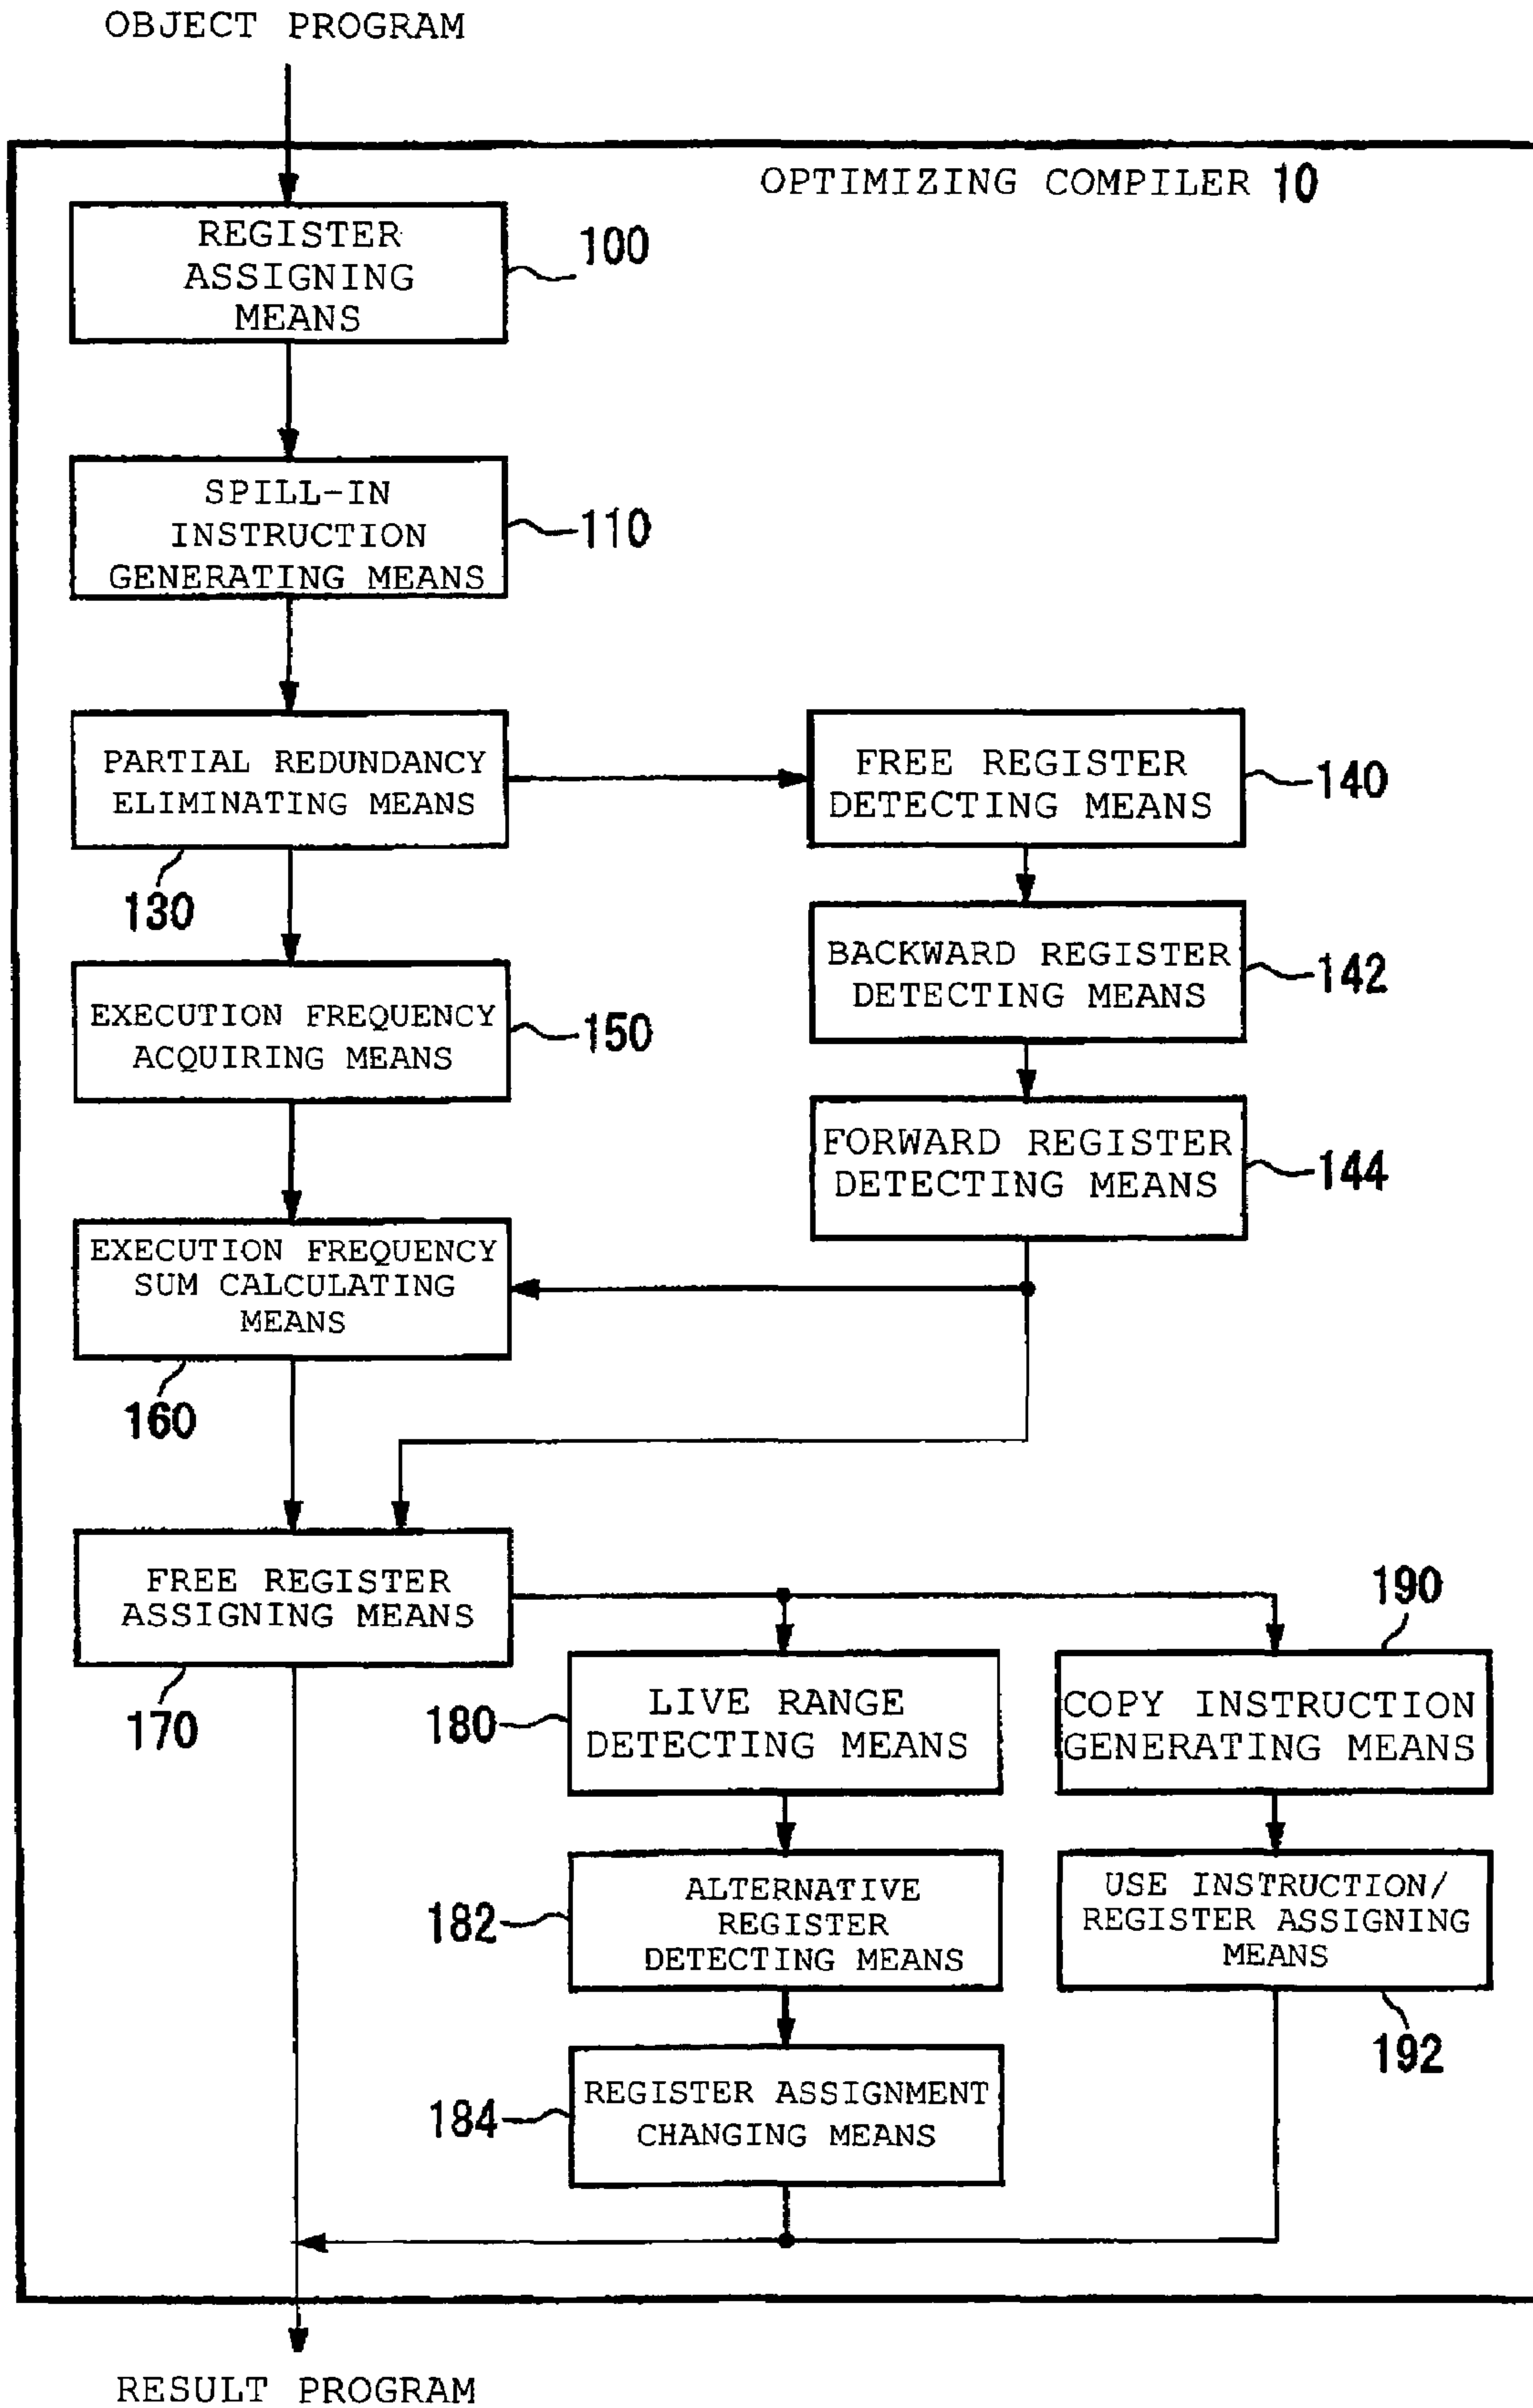 OBJECT PROGRAM
OPTIMIZING COMPILER 10
REGISTER
ASSIGNING
MEANS
100
SPILL-IN
INSTRUCTION
GENERATING MEANS
110
PARTIAL REDUNDANCY
ELIMINATING MEANS
130
FREE REGISTER
DETECTING MEANS
140
BACKWARD REGISTER
DETECTING MEANS
142
EXECUTION FREQUENCY
ACQUIRING MEANS
150
FORWARD REGISTER
DETECTING MEANS
144
EXECUTION FREQUENCY
SUM CALCULATING
MEANS
160
FREE REGISTER
ASSIGNING MEANS
170
190
180
LIVE RANGE
DETECTING MEANS
COPY INSTRUCTION
GENERATING MEANS
182
ALTERNATIVE
REGISTER
DETECTING MEANS
USE INSTRUCTION/
REGISTER ASSIGNING
MEANS
192
184
REGISTER ASSIGNMENT
CHANGING MEANS
RESULT PROGRAM